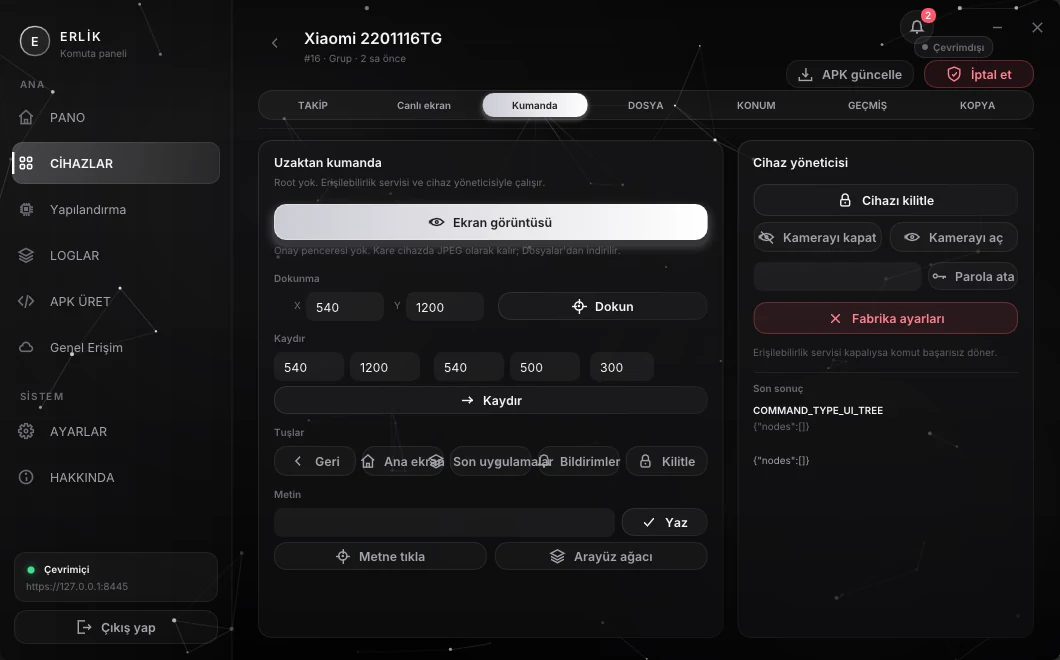 E
ERLİK
Komuta paneli
ANA
PANO
CİHAZLAR
Yapılandırma
LOGLAR
APK ÜRET
Genel Erişim
SİSTEM
AYARLAR
HAKKINDA
Çevrimiçi
https://127.0.0.1:8445
Çıkış yap
Xiaomi 2201116TG
#16 · Grup · 2 sa önce
2
Çevrimdışı
APK güncelle
İptal et
TAKİP
Canlı ekran
Kumanda
DOSYA
KONUM
GEÇMİŞ
KOPYA
Uzaktan kumanda
Root yok. Erişilebilirlik servisi ve cihaz yöneticisiyle çalışır.
Ekran görüntüsü
Onay penceresi yok. Kare cihazda JPEG olarak kalır; Dosyalar'dan indirilir.
Dokunma
X 540 Y 1200 Dokun
Kaydır
540 1200 540 500 300
Kaydır
Tuşlar
Geri Ana ekran Son uygulamalar Bildirimler Kilitle
Metin
Yaz
Metne tıkla Arayüz ağacı
Cihaz yöneticisi
Cihazı kilitle
Kamerayı kapat Kamerayı aç
Parola ata
Fabrika ayarları
Erişilebilirlik servisi kapalıysa komut başarısız döner.
Son sonuç
COMMAND_TYPE_UI_TREE
{"nodes":[]}
{"nodes":[]}